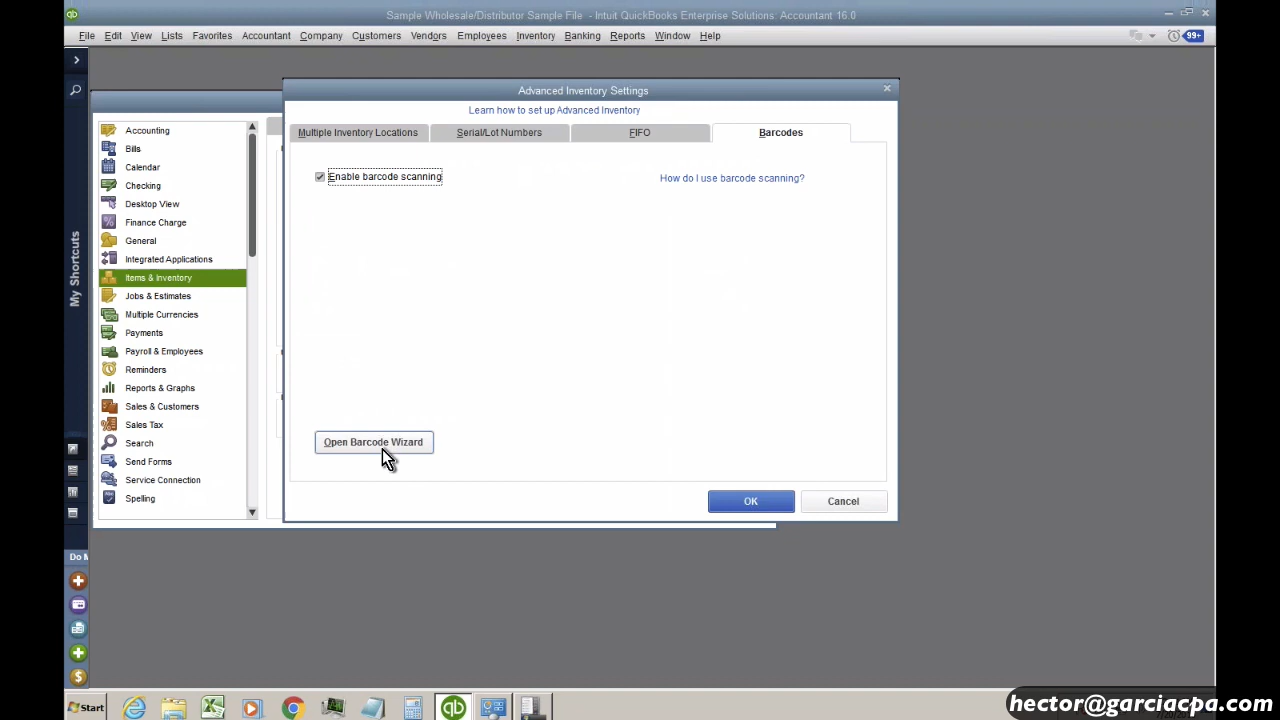 Sample Wholesale/Distributor Sample File - Intuit QuickBooks Enterprise Solutions: Accountant 16.0
File Edit View Lists Favorites Accountant Company Customers Vendors Employees Inventory Banking Reports Window Help
99+
Advanced Inventory Settings
Learn how to set up Advanced Inventory
Multiple Inventory Locations Serial/Lot Numbers FIFO Barcodes
Enable barcode scanning
How do I use barcode scanning?
Open Barcode Wizard
OK Cancel
Accounting
Bills
Calendar
Checking
Desktop View
Finance Charge
General
Integrated Applications
Items & Inventory
Jobs & Estimates
Multiple Currencies
Payments
Payroll & Employees
Reminders
Reports & Graphs
Sales & Customers
Sales Tax
Search
Send Forms
Service Connection
Spelling
My Shortcuts
Do M
Start
hector@garciacpa.com